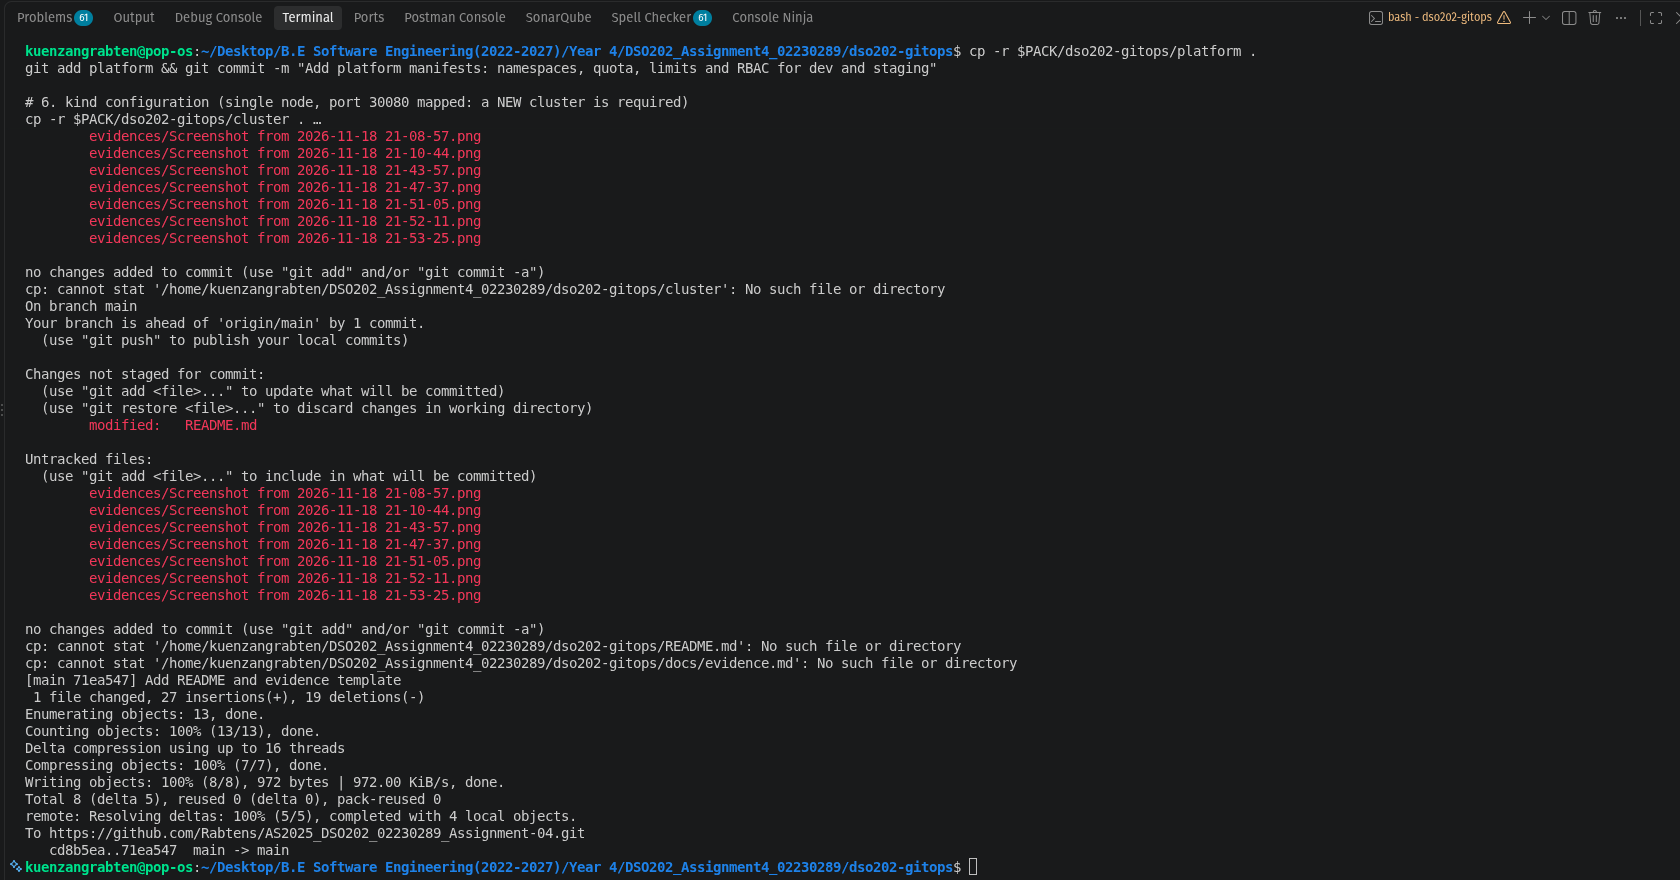 Problems 61 Output Debug Console Terminal Ports Postman Console SonarQube Spell Checker 61 Console Ninja bash - dso202-gitops
kuenzangrabten@pop-os:~/Desktop/B.E Software Engineering(2022-2027)/Year 4/DSO202_Assignment4_02230289/dso202-gitops$ cp -r $PACK/dso202-gitops/platform .
git add platform && git commit -m "Add platform manifests: namespaces, quota, limits and RBAC for dev and staging"
# 6. kind configuration (single node, port 30080 mapped: a NEW cluster is required)
cp -r $PACK/dso202-gitops/cluster . …
evidences/Screenshot from 2026-11-18 21-08-57.png
evidences/Screenshot from 2026-11-18 21-10-44.png
evidences/Screenshot from 2026-11-18 21-43-57.png
evidences/Screenshot from 2026-11-18 21-47-37.png
evidences/Screenshot from 2026-11-18 21-51-05.png
evidences/Screenshot from 2026-11-18 21-52-11.png
evidences/Screenshot from 2026-11-18 21-53-25.png
no changes added to commit (use "git add" and/or "git commit -a")
cp: cannot stat '/home/kuenzangrabten/DSO202_Assignment4_02230289/dso202-gitops/cluster': No such file or directory
On branch main
Your branch is ahead of 'origin/main' by 1 commit.
(use "git push" to publish your local commits)
Changes not staged for commit:
(use "git add <file>..." to update what will be committed)
(use "git restore <file>..." to discard changes in working directory)
modified: README.md
Untracked files:
(use "git add <file>..." to include in what will be committed)
evidences/Screenshot from 2026-11-18 21-08-57.png
evidences/Screenshot from 2026-11-18 21-10-44.png
evidences/Screenshot from 2026-11-18 21-43-57.png
evidences/Screenshot from 2026-11-18 21-47-37.png
evidences/Screenshot from 2026-11-18 21-51-05.png
evidences/Screenshot from 2026-11-18 21-52-11.png
evidences/Screenshot from 2026-11-18 21-53-25.png
no changes added to commit (use "git add" and/or "git commit -a")
cp: cannot stat '/home/kuenzangrabten/DSO202_Assignment4_02230289/dso202-gitops/README.md': No such file or directory
cp: cannot stat '/home/kuenzangrabten/DSO202_Assignment4_02230289/dso202-gitops/docs/evidence.md': No such file or directory
[main 71ea547] Add README and evidence template
1 file changed, 27 insertions(+), 19 deletions(-)
Enumerating objects: 13, done.
Counting objects: 100% (13/13), done.
Delta compression using up to 16 threads
Compressing objects: 100% (7/7), done.
Writing objects: 100% (8/8), 972 bytes | 972.00 KiB/s, done.
Total 8 (delta 5), reused 0 (delta 0), pack-reused 0
remote: Resolving deltas: 100% (5/5), completed with 4 local objects.
To https://github.com/Rabtens/AS2025_DSO202_02230289_Assignment-04.git
cd8b5ea..71ea547 main -> main
kuenzangrabten@pop-os:~/Desktop/B.E Software Engineering(2022-2027)/Year 4/DSO202_Assignment4_02230289/dso202-gitops$